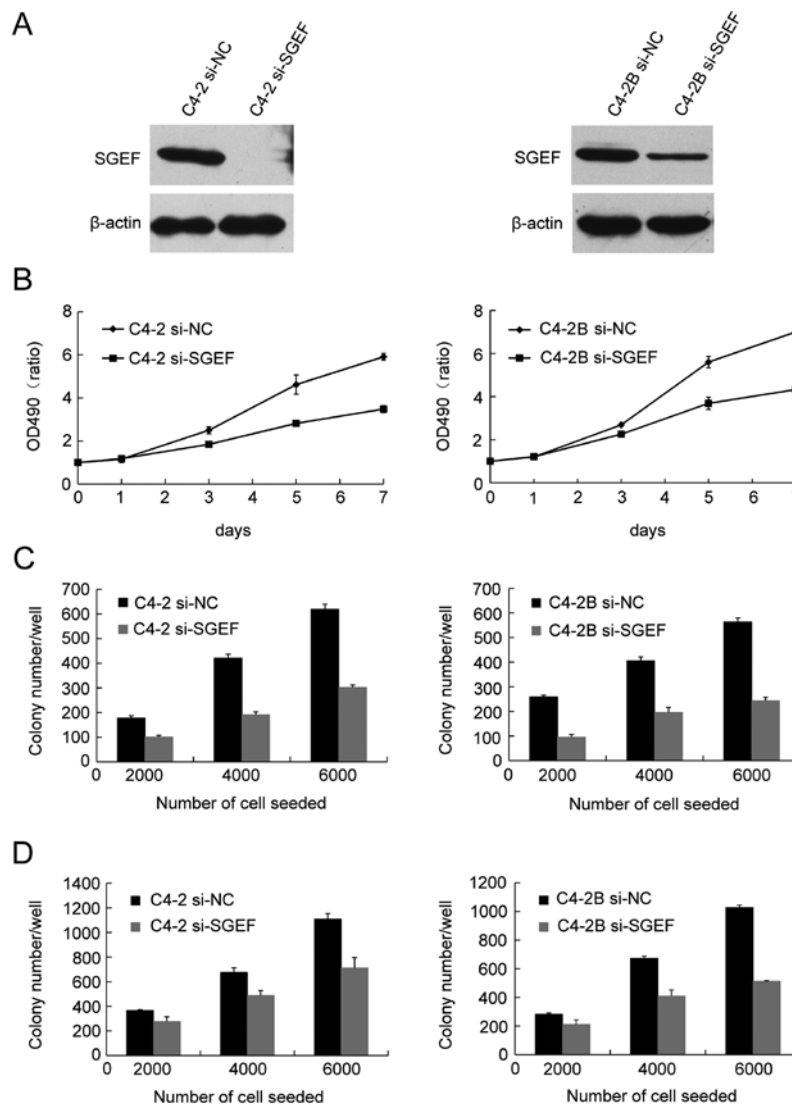 A
C4-2 si-NC
C4-2 si-SGEF
SGEF
β-actin
C4-2B si-NC
C4-2B si-SGEF
SGEF
β-actin
B
8
6
4
2
0
OD490 (ratio)
C4-2 si-NC
C4-2 si-SGEF
0 1 3 5 7
days
8
6
4
2
0
OD490 (ratio)
C4-2B si-NC
C4-2B si-SGEF
0 1 3 5
days
C
700
600
500
400
300
200
100
0
Colony number/well
C4-2 si-NC
C4-2 si-SGEF
2000 4000 6000
Number of cell seeded
700
600
500
400
300
200
100
0
Colony number/well
C4-2B si-NC
C4-2B si-SGEF
2000 4000 6000
Number of cell seeded
D
1400
1200
1000
800
600
400
200
0
0
Colony number/well
C4-2 si-NC
C4-2 si-SGEF
2000 4000 6000
Number of cell seeded
1200
1000
800
600
400
200
0
0
Colony number/well
C4-2B si-NC
C4-2B si-SGEF
2000 4000 6000
Number of cell seeded